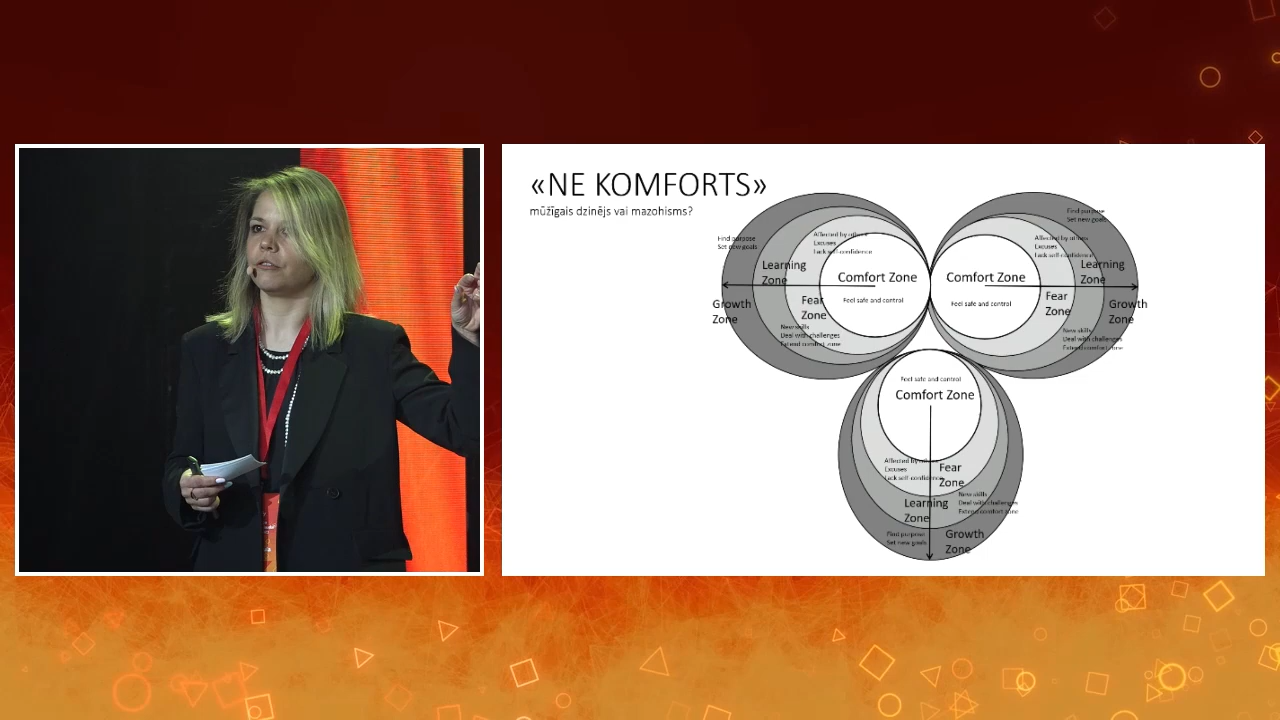 «NE KOMFORTS»
mūžīgais dzinējs vai mazohisms?
Find purpose
Set new goals
Affected by others
Excuses
Lack self-confidence
Learning
Zone
Comfort Zone
Feel safe and control
Fear
Zone
Growth
Zone
New skills
Deal with challenges
Extend comfort zone
Find purpose
Set new goals
Affected by others
Excuses
Lack self-confidence
Learning
Zone
Comfort Zone
Feel safe and control
Fear
Zone
Growth
Zone
New skills
Deal with challenges
Extend comfort zone
Feel safe and control
Comfort Zone
Affected by others
Excuses
Lack self-confidence
Fear
Zone
Learning
Zone
New skills
Deal with challenges
Extend comfort zone
Find purpose
Set new goals
Growth
Zone